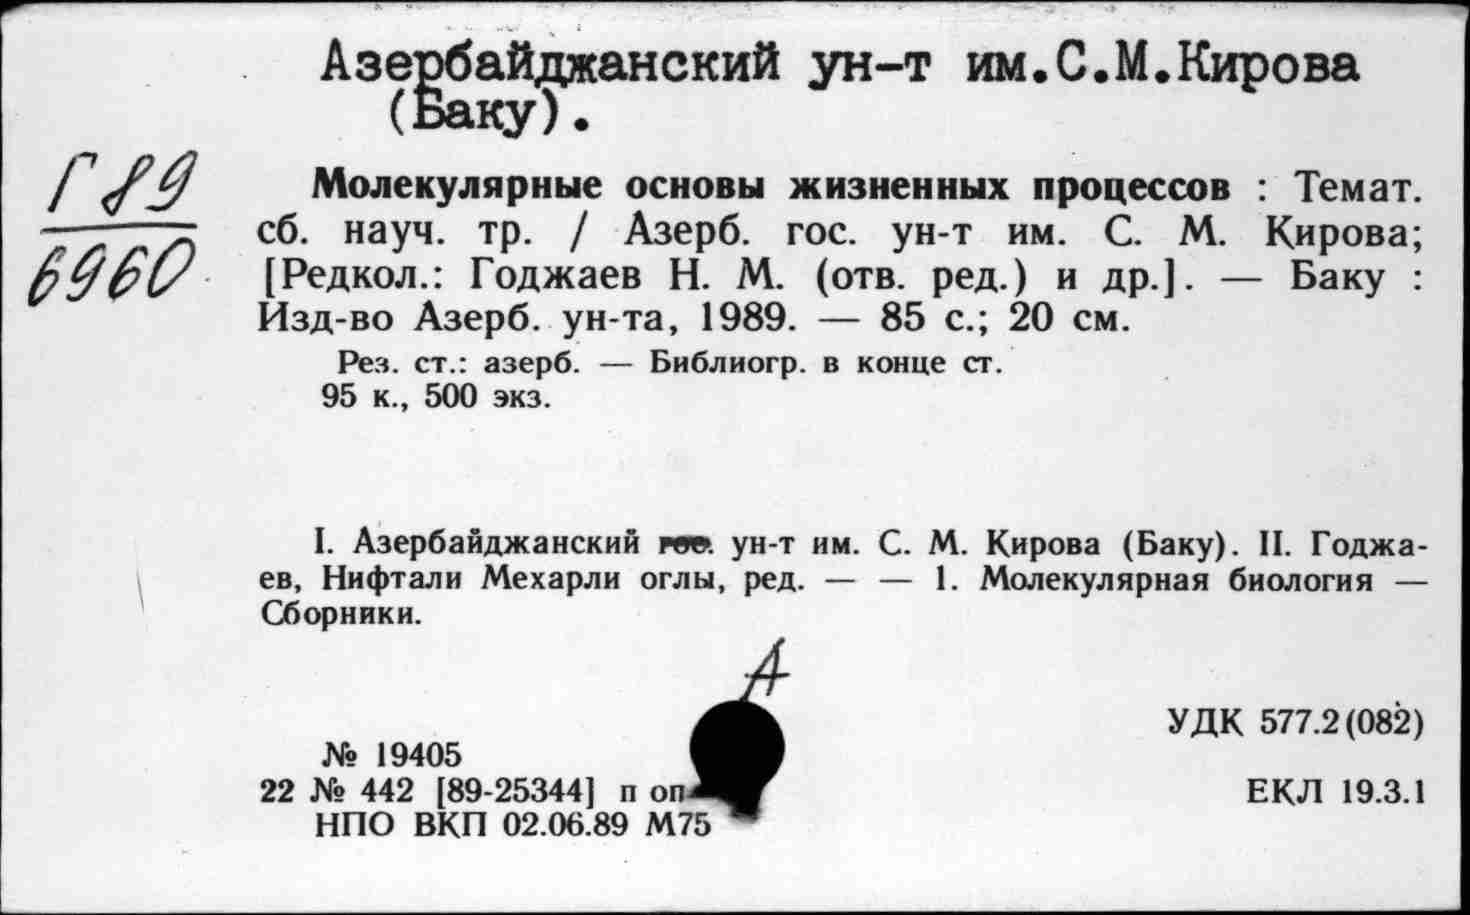 Азербайджанский ун-т им.С.М.Кирова
(Баку).
Г 89
6960
Молекулярные основы жизненных процессов : Темат.
сб. науч. тр. / Азерб. гос. ун-т им. С. М. Кирова;
[Редкол.: Годжаев Н. М. (отв. ред.) и др.]. — Баку :
Изд-во Азерб. ун-та, 1989. — 85 с.; 20 см.
Рез. ст.: азерб. — Библиогр. в конце ст.
95 к., 500 экз.
I. Азербайджанский гос. ун-т им. С. М. Кирова (Баку). II. Годжа-
ев, Нифтали Мехарли оглы, ред. — — 1. Молекулярная биология —
Сборники.
А
УДК 577.2(082)
№ 19405
22 № 442 [89-25344] п оп
ЕКЛ 19.3.1
НПО ВКП 02.06.89 М75